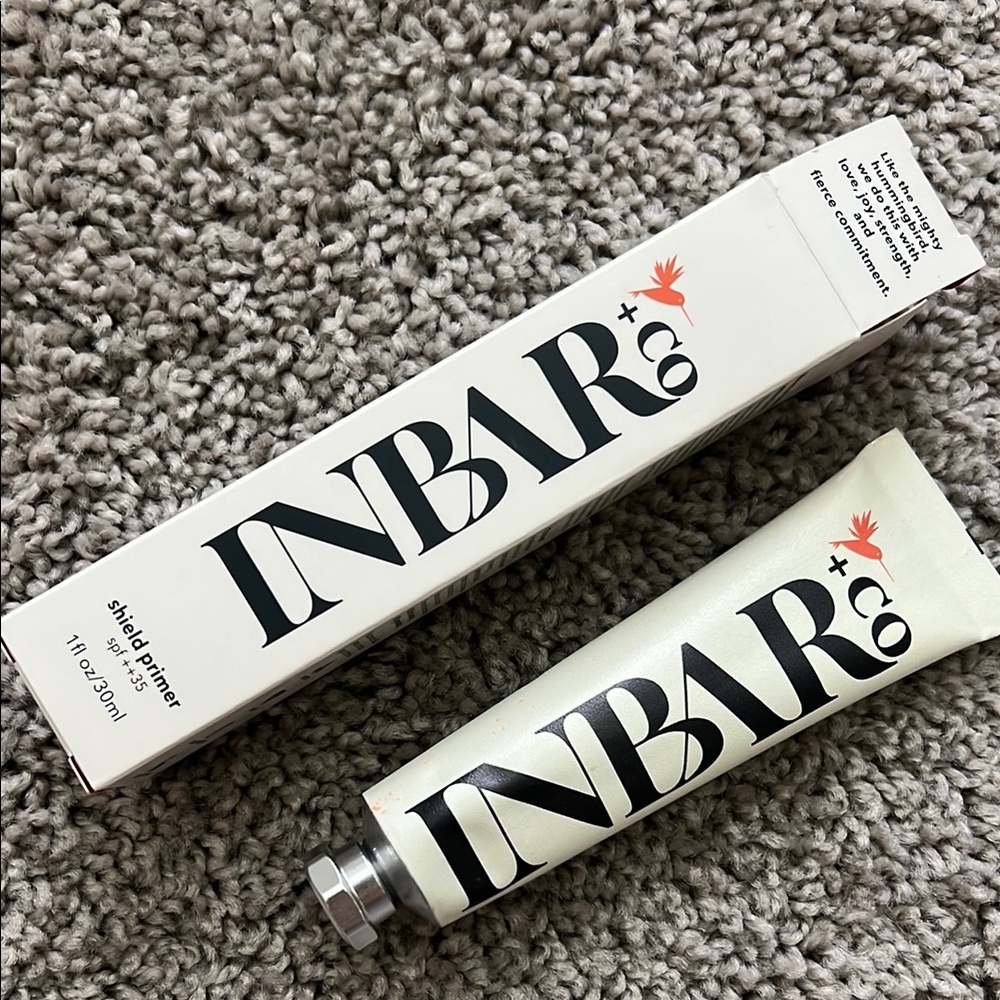 Like the mighty
hummingbird,
we do this with
love, joy, strength,
and
fierce commitment.
INBAR
+ CO
shield primer
spf ++35
1fl oz/30ml
INBAR
+ CO